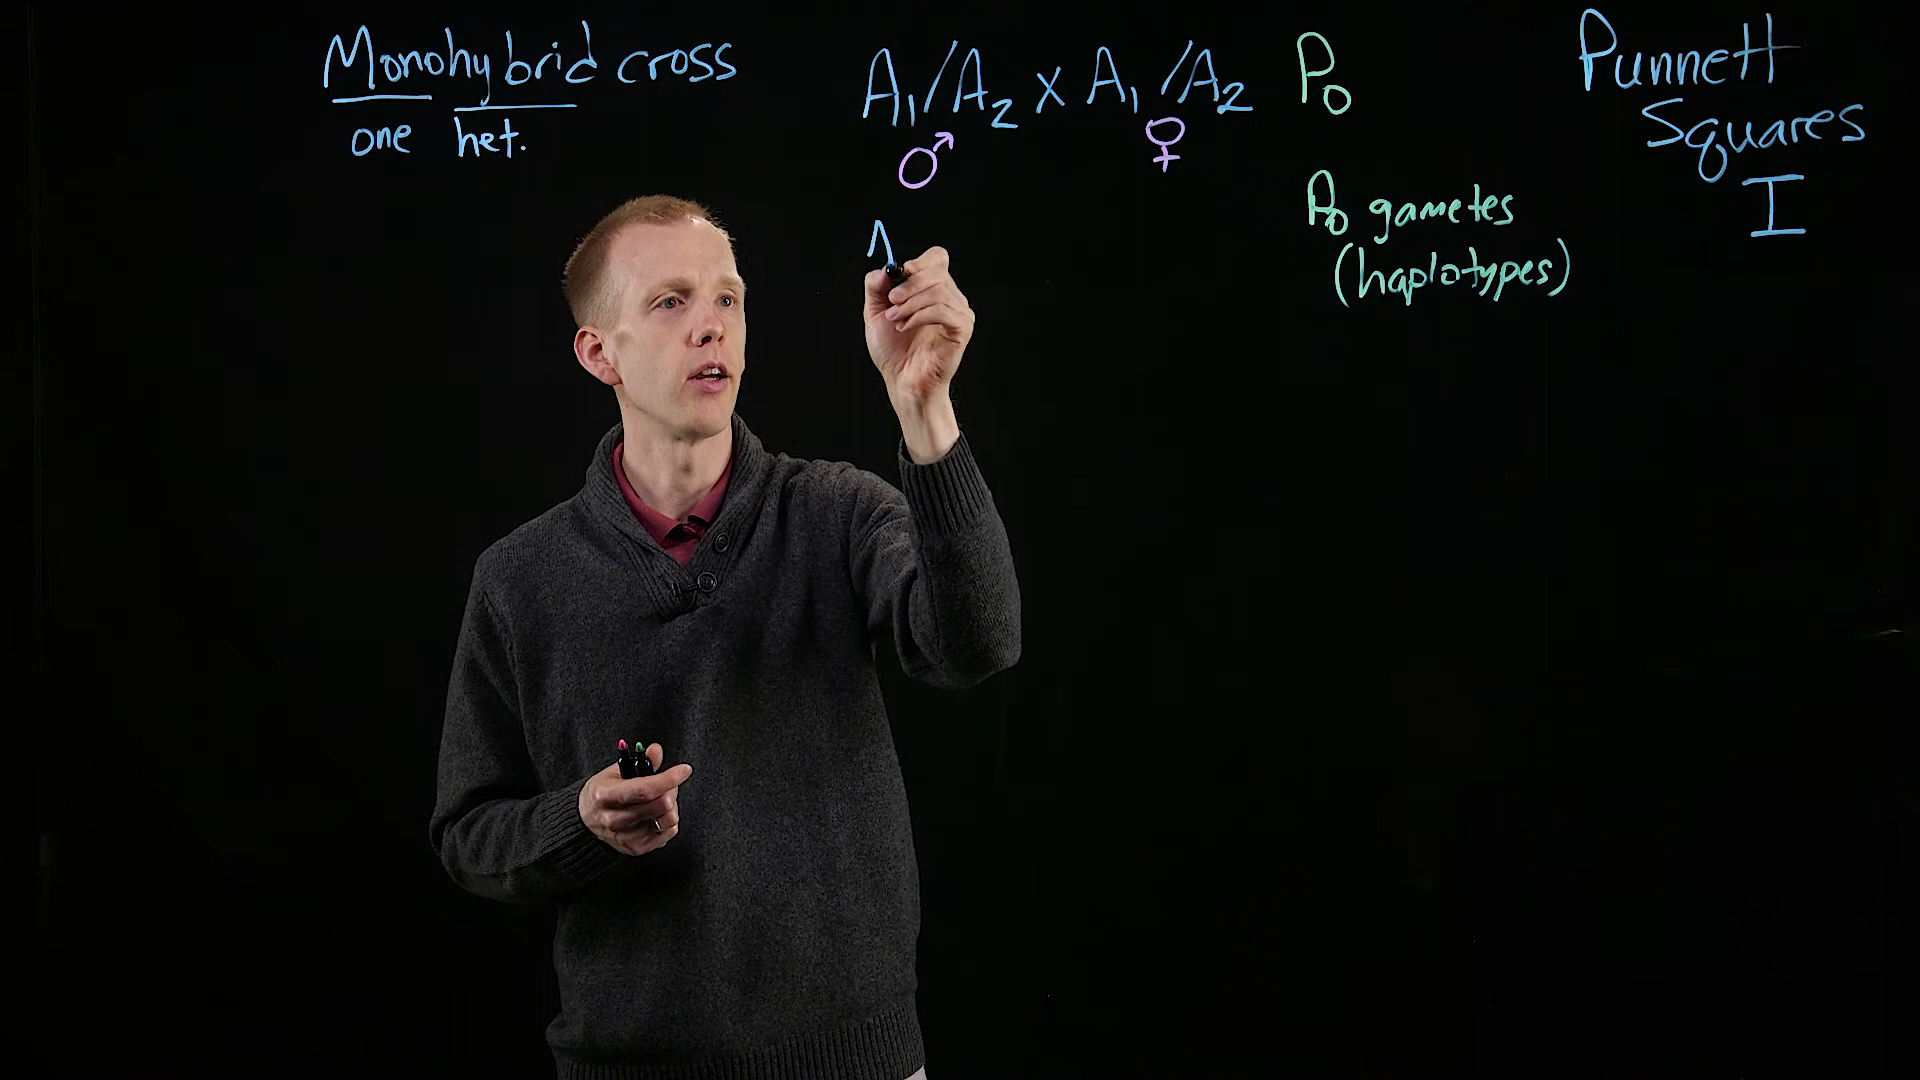 Monohybrid cross
one het.
A₁/A₂ x A₁/A₂ P₀
♂ ♀
P₀ gametes
(haplotypes)
A
Punnett
Squares
I